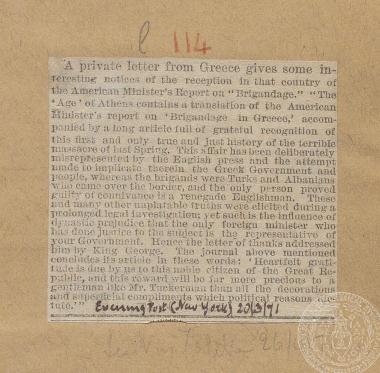 l 114
A private letter from Greece gives some in-
teresting notices of the reception in that country of
the American Minister's Report on "Brigandage." "The
'Age' of Athens contains a translation of the American
Minister's report on 'Brigandage in Greece,' accom-
panied by a long article full of grateful recognition of
this first and only true and just history of the terrible
massacre of last Spring. This affair has been deliberately
misrepresented by the English press and the attempt
made to implicate therein the Greek Government and
people, whereas the brigands were Turks and Albanians
who came over the border, and the only person proved
guilty of connivance is a renegade Englishman. These
and many other unpalatable truths were elicited during a
prolonged legal investigation; yet such is the influence of
dynastic prejudice that the only foreign minister who
has done justice to the subject is the representative of
your Government. Hence the letter of thanks addressed
him by King George. The journal above mentioned
concludes its article in these words: 'Heartfelt grati-
tude is due by us to this noble citizen of the Great Re-
public, and this reward will be far more precious to a
gentleman like Mr. Tuckerman than all the decorations
and superficial compliments which political reasons dic-
tate.'" Evening Post (New York) 20/3/71